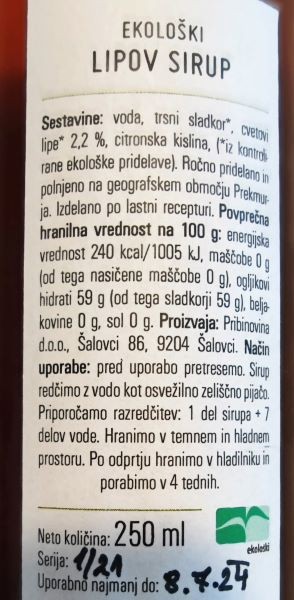 EKOLOŠKI
LIPOV SIRUP
Sestavine: voda, trsni sladkor*, cvetovi
lipe* 2,2 %, citronska kislina, (*iz kontroli-
rane ekološke pridelave). Ročno pridelano in
polnjeno na geografskem območju Prekmur-
ja. Izdelano po lastni recepturi. Povprečna
hranilna vrednost na 100 g: energijska
vrednost 240 kcal/1005 kJ, maščobe 0 g
(od tega nasičene maščobe 0 g), ogljikovi
hidrati 59 g (od tega sladkorji 59 g), belja-
kovine 0 g, sol 0 g. Proizvaja: Pribinovina
d.o.o., Šalovci 86, 9204 Šalovci. Način
uporabe: pred uporabo pretresemo. Sirup
redčimo z vodo kot osvežilno zeliščno pijačo.
Priporočamo razredčitev: 1 del sirupa + 7
delov vode. Hranimo v temnem in hladnem
prostoru. Po odprtju hranimo v hladilniku in
porabimo v 4 tednih.
Neto količina: 250 ml
ekološki
Serija: 1/21
Uporabno najmanj do: 8.7.24